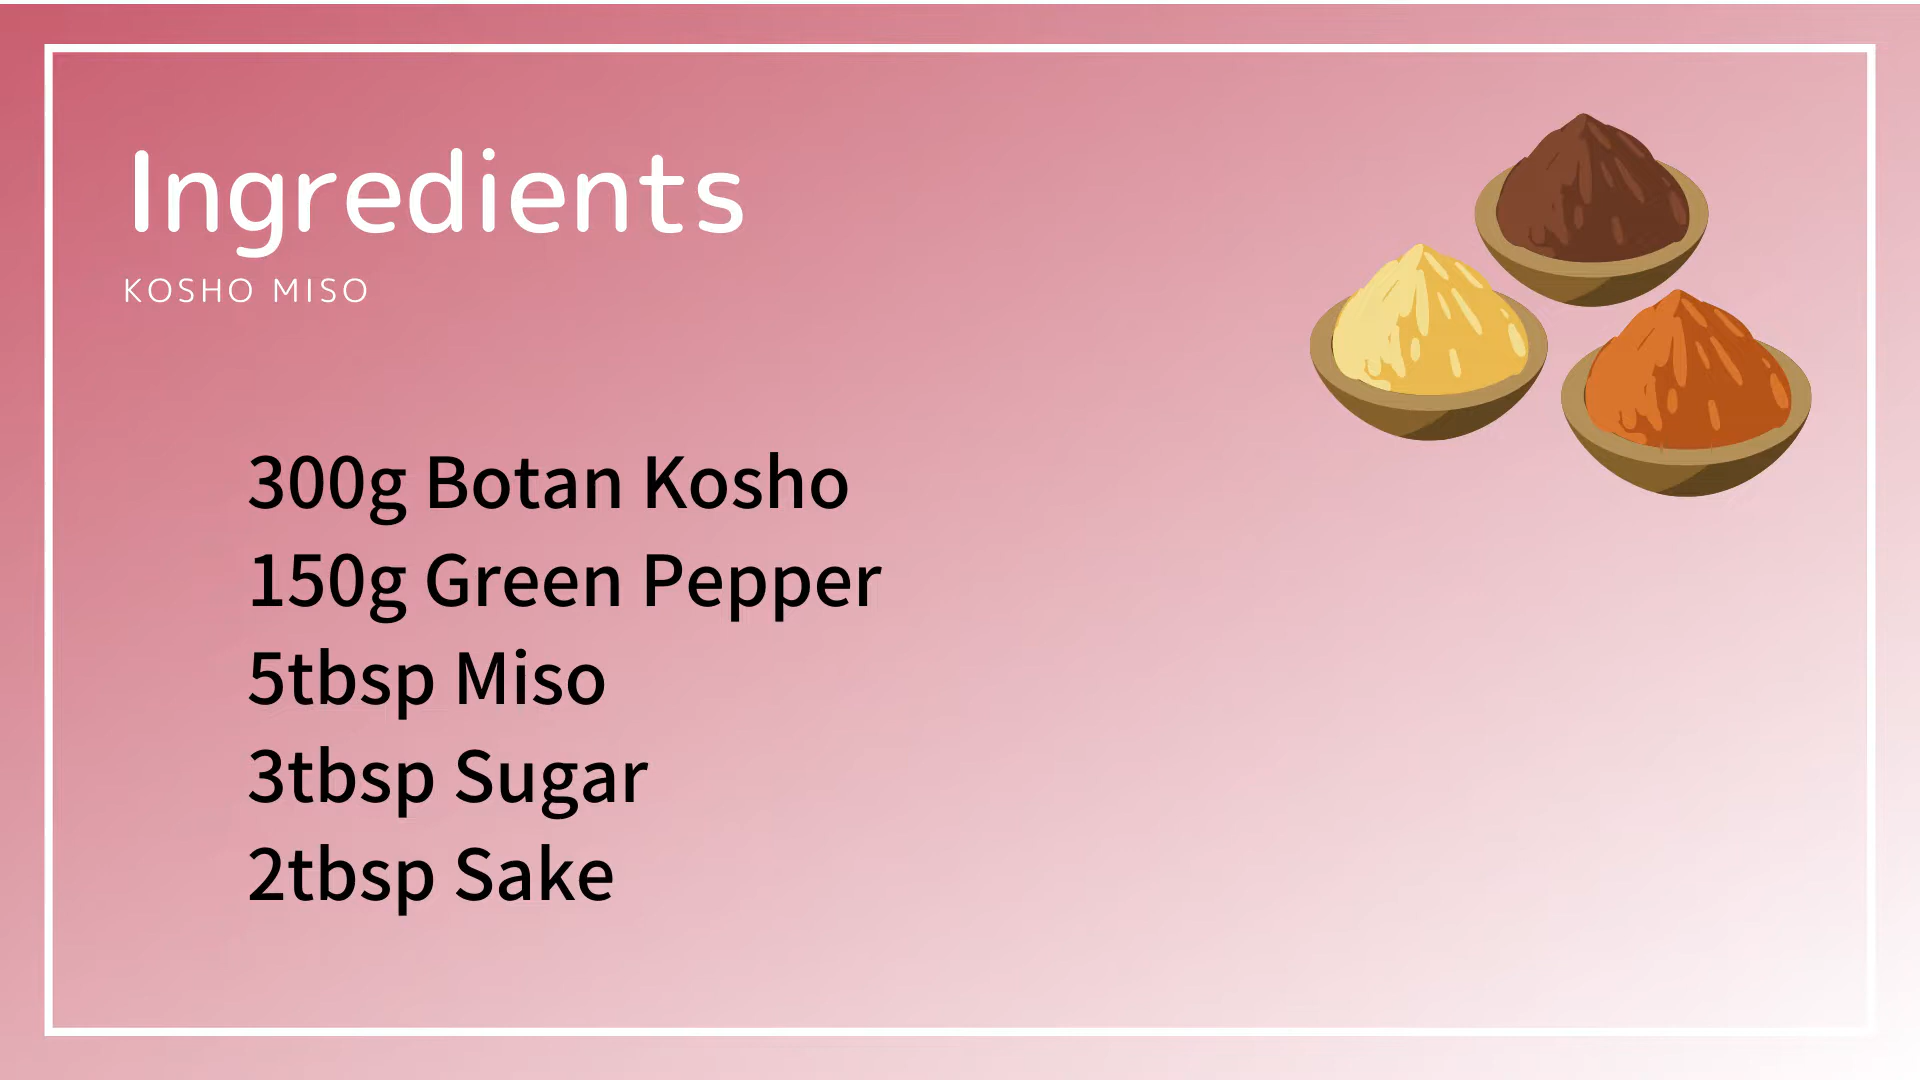 Ingredients
KOSHO MISO
300g Botan Kosho
150g Green Pepper
5tbsp Miso
3tbsp Sugar
2tbsp Sake